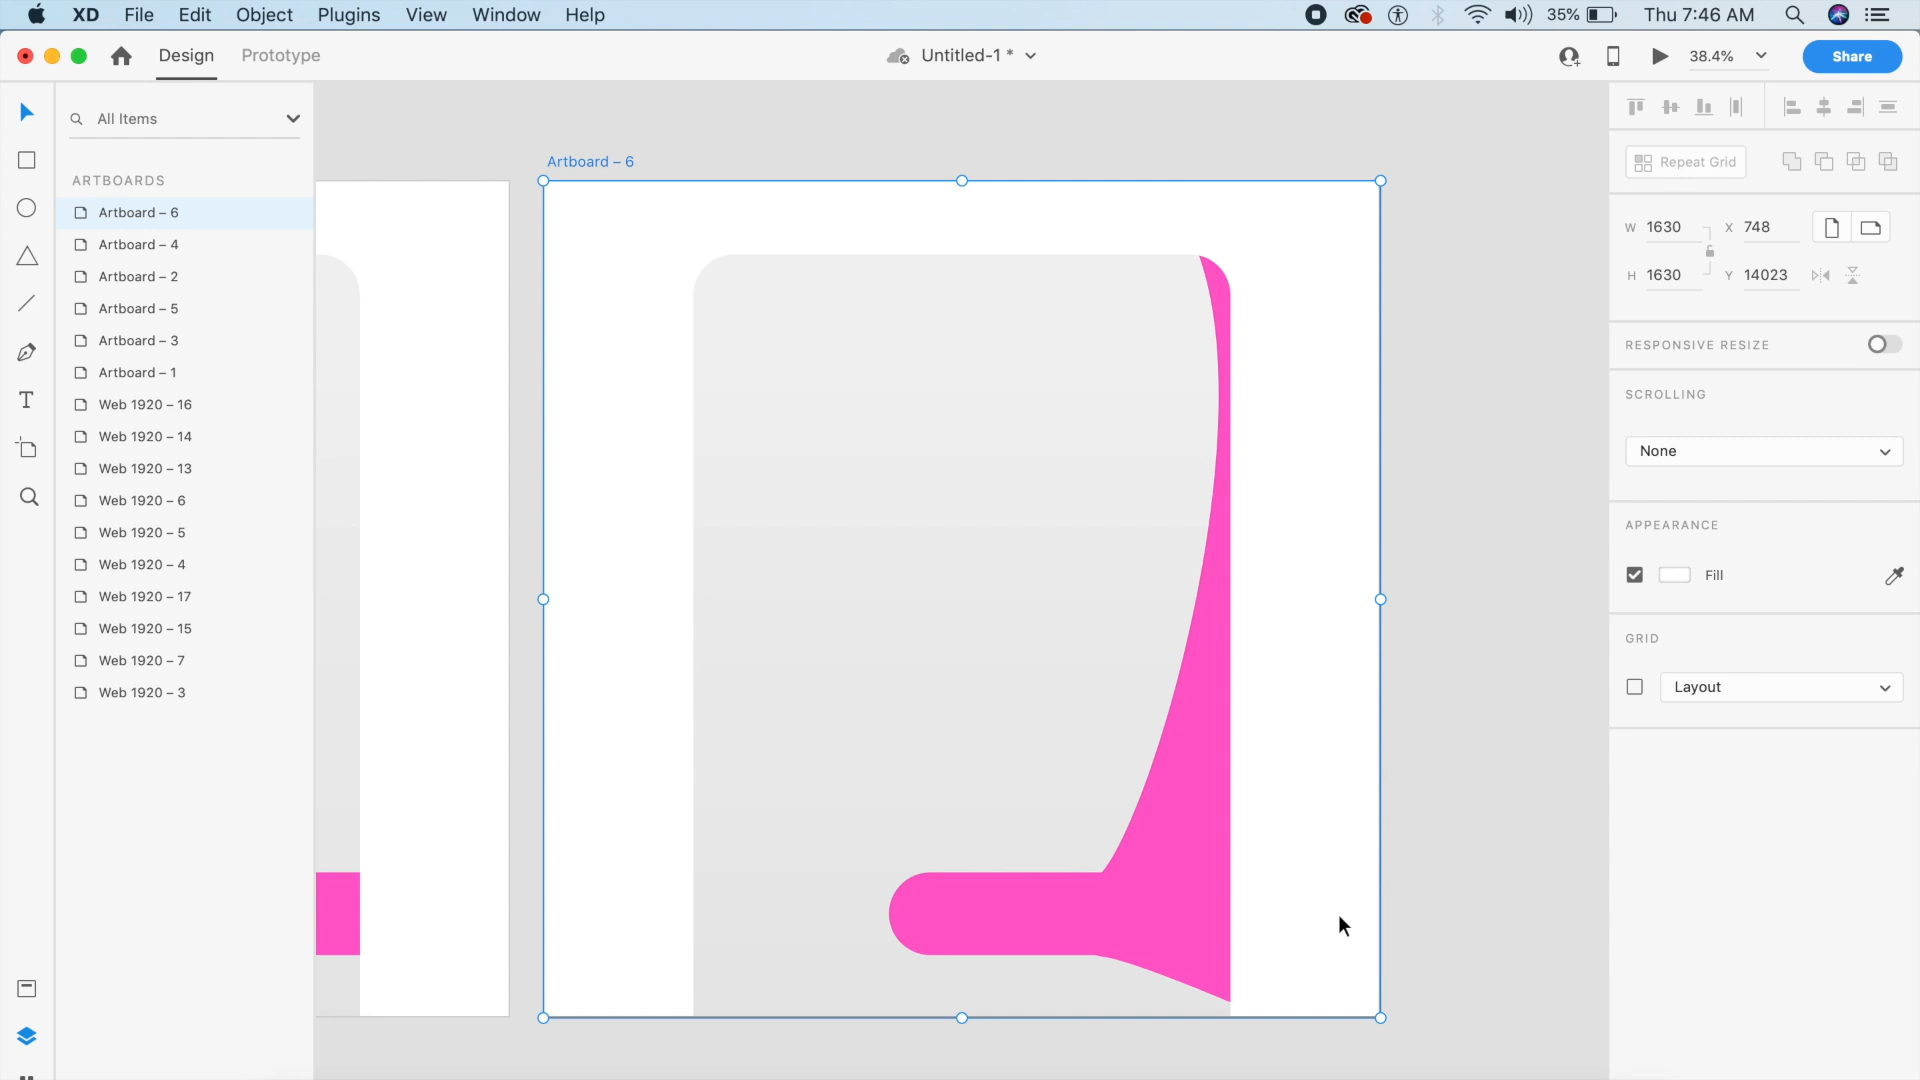 XD File Edit Object Plugins View Window Help 35% Thu 7:46 AM
Design Prototype Untitled-1 * 38.4% Share
All Items
ARTBOARDS
Artboard – 6
Artboard – 4
Artboard – 2
Artboard – 5
Artboard – 3
Artboard – 1
Web 1920 – 16
Web 1920 – 14
Web 1920 – 13
Web 1920 – 6
Web 1920 – 5
Web 1920 – 4
Web 1920 – 17
Web 1920 – 15
Web 1920 – 7
Web 1920 – 3
Artboard – 6
Repeat Grid
W 1630 X 748
H 1630 Y 14023
RESPONSIVE RESIZE
SCROLLING
None
APPEARANCE
Fill
GRID
Layout